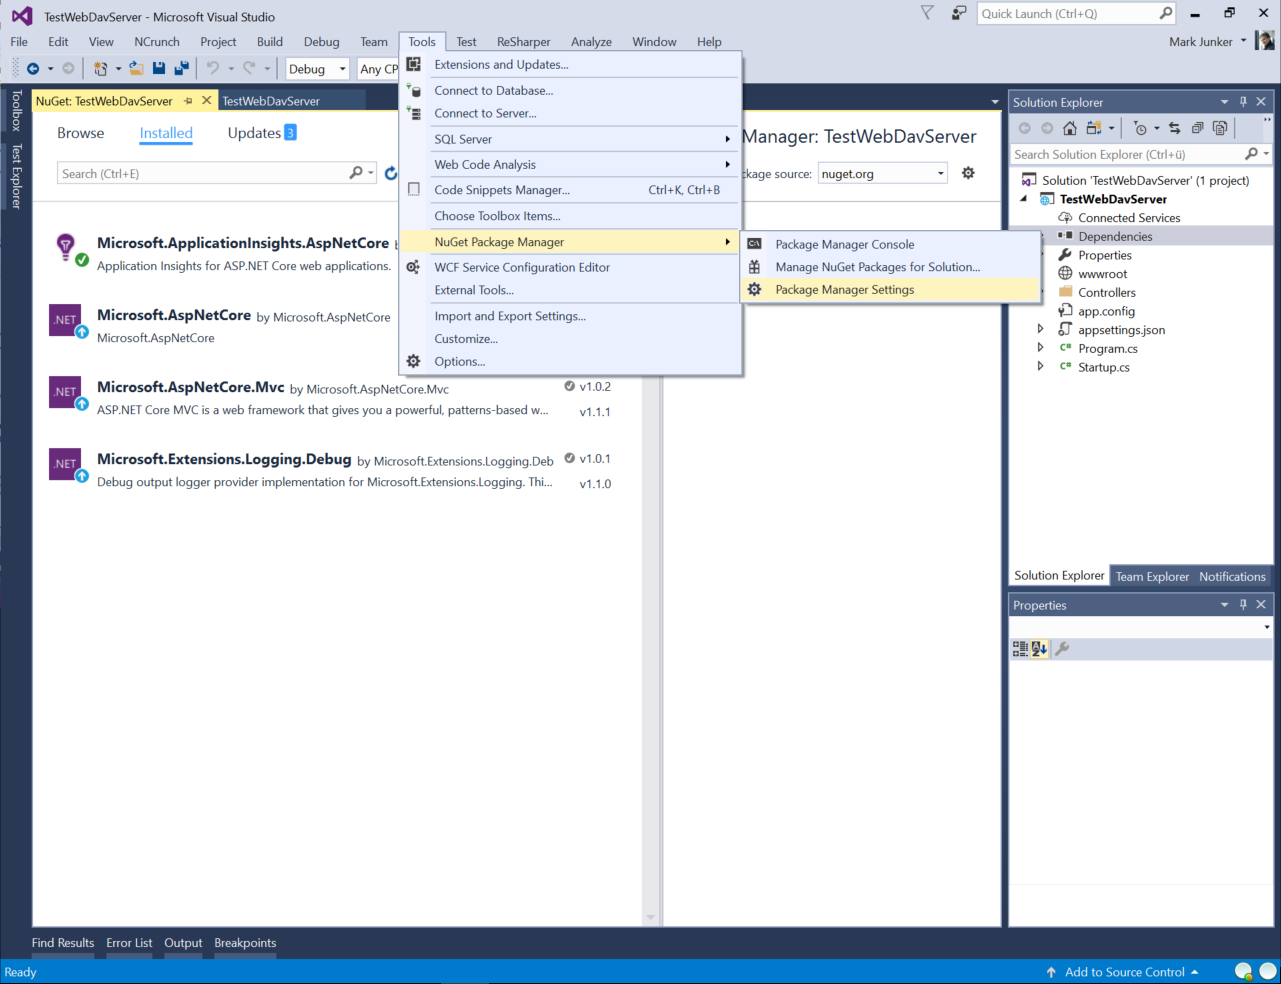 TestWebDavServer - Microsoft Visual Studio
Quick Launch (Ctrl+Q)
File Edit View NCrunch Project Build Debug Team Tools Test ReSharper Analyze Window Help
Mark Junker
Debug
Any CP
Toolbox
Test Explorer
NuGet: TestWebDavServer
TestWebDavServer
Browse Installed Updates 3
Search (Ctrl+E)
Manager: TestWebDavServer
ckage source: nuget.org
Microsoft.ApplicationInsights.AspNetCore
Application Insights for ASP.NET Core web applications.
.NET
Microsoft.AspNetCore by Microsoft.AspNetCore
Microsoft.AspNetCore
.NET
Microsoft.AspNetCore.Mvc by Microsoft.AspNetCore.Mvc
v1.0.2
ASP.NET Core MVC is a web framework that gives you a powerful, patterns-based w...
v1.1.1
.NET
Microsoft.Extensions.Logging.Debug by Microsoft.Extensions.Logging.Deb
v1.0.1
Debug output logger provider implementation for Microsoft.Extensions.Logging. Thi...
v1.1.0
Extensions and Updates...
Connect to Database...
Connect to Server...
SQL Server
Web Code Analysis
Code Snippets Manager... Ctrl+K, Ctrl+B
Choose Toolbox Items...
NuGet Package Manager
WCF Service Configuration Editor
External Tools...
Import and Export Settings...
Customize...
Options...
Package Manager Console
Manage NuGet Packages for Solution...
Package Manager Settings
Solution Explorer
Search Solution Explorer (Ctrl+ü)
Solution 'TestWebDavServer' (1 project)
TestWebDavServer
Connected Services
Dependencies
Properties
wwwroot
Controllers
app.config
appsettings.json
C# Program.cs
C# Startup.cs
Solution Explorer Team Explorer Notifications
Properties
Find Results Error List Output Breakpoints
Ready
Add to Source Control